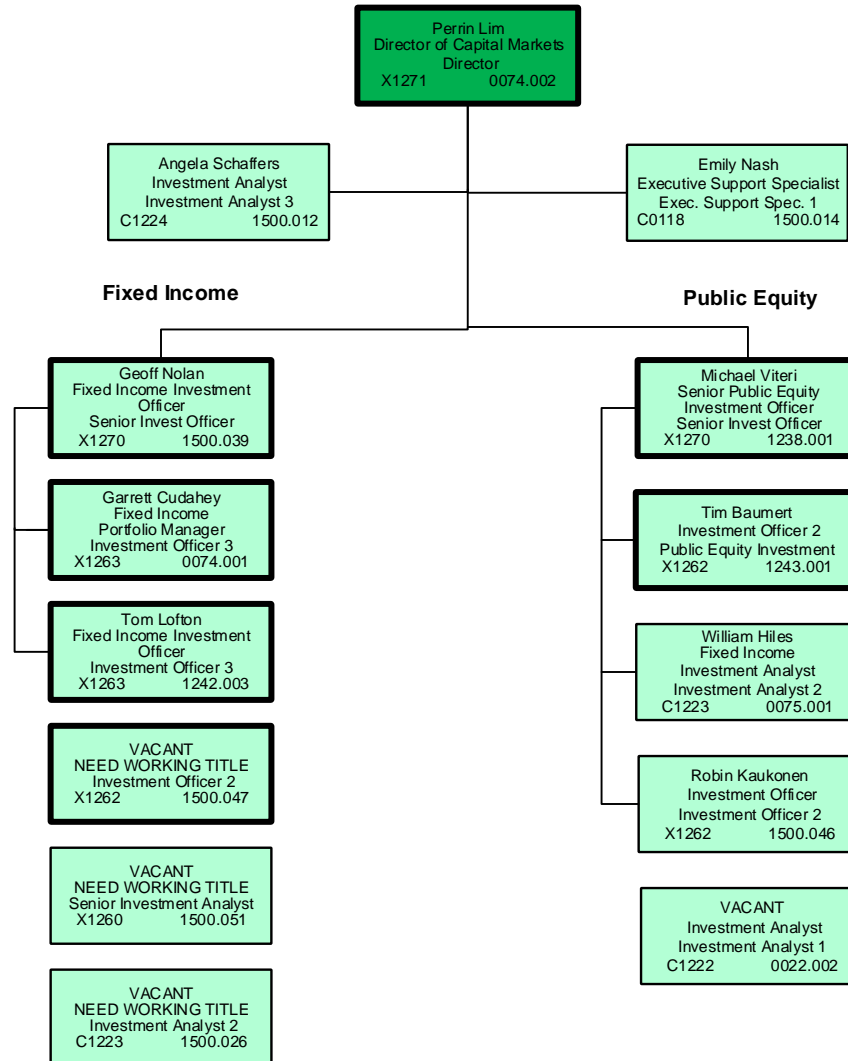 Perrin Lim
Director of Capital Markets
Director
X1271 0074.002
Angela Schaffers
Investment Analyst
Investment Analyst 3
C1224 1500.012
Emily Nash
Executive Support Specialist
Exec. Support Spec. 1
C0118 1500.014
Fixed Income
Geoff Nolan
Fixed Income Investment
Officer
Senior Invest Officer
X1270 1500.039
Garrett Cudahey
Fixed Income
Portfolio Manager
Investment Officer 3
X1263 0074.001
Tom Lofton
Fixed Income Investment
Officer
Investment Officer 3
X1263 1242.003
VACANT
NEED WORKING TITLE
Investment Officer 2
X1262 1500.047
VACANT
NEED WORKING TITLE
Senior Investment Analyst
X1260 1500.051
VACANT
NEED WORKING TITLE
Investment Analyst 2
C1223 1500.026
Public Equity
Michael Viteri
Senior Public Equity
Investment Officer
Senior Invest Officer
X1270 1238.001
Tim Baumert
Investment Officer 2
Public Equity Investment
X1262 1243.001
William Hiles
Fixed Income
Investment Analyst
Investment Analyst 2
C1223 0075.001
Robin Kaukonen
Investment Officer
Investment Officer 2
X1262 1500.046
VACANT
Investment Analyst
Investment Analyst 1
C1222 0022.002